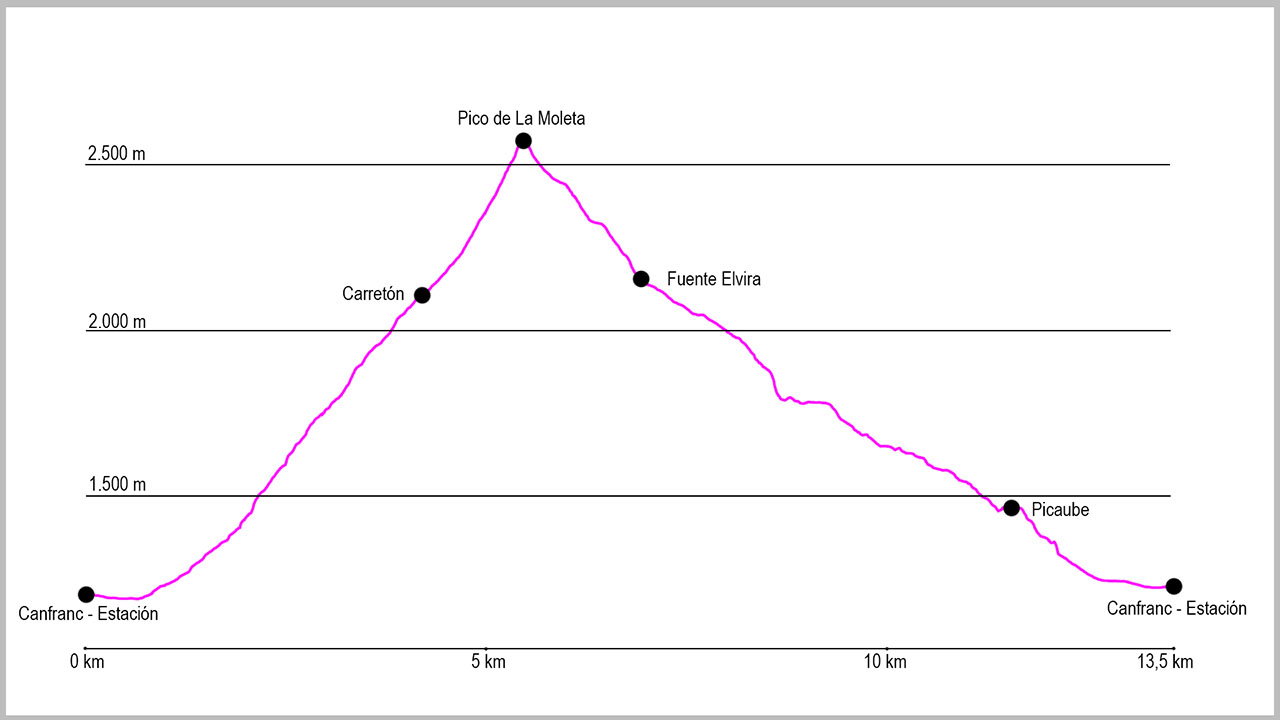 Pico de La Moleta
2.500 m
Fuente Elvira
Carretón
2.000 m
1.500 m
Picaube
Canfranc - Estación
Canfranc - Estación
0 km
5 km
10 km
13,5 km